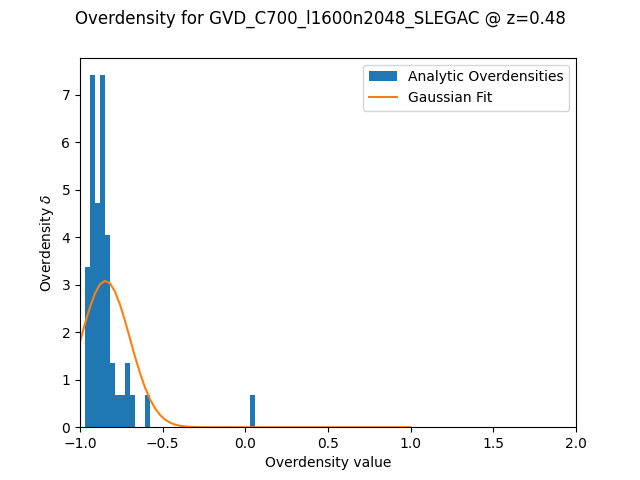 Overdensity for GVD_C700_l1600n2048_SLEGAC @ z=0.48
Analytic Overdensities
Gaussian Fit
Overdensity δ
7
6
5
4
3
2
1
0
−1.0 −0.5 0.0 0.5 1.0 1.5 2.0
Overdensity value